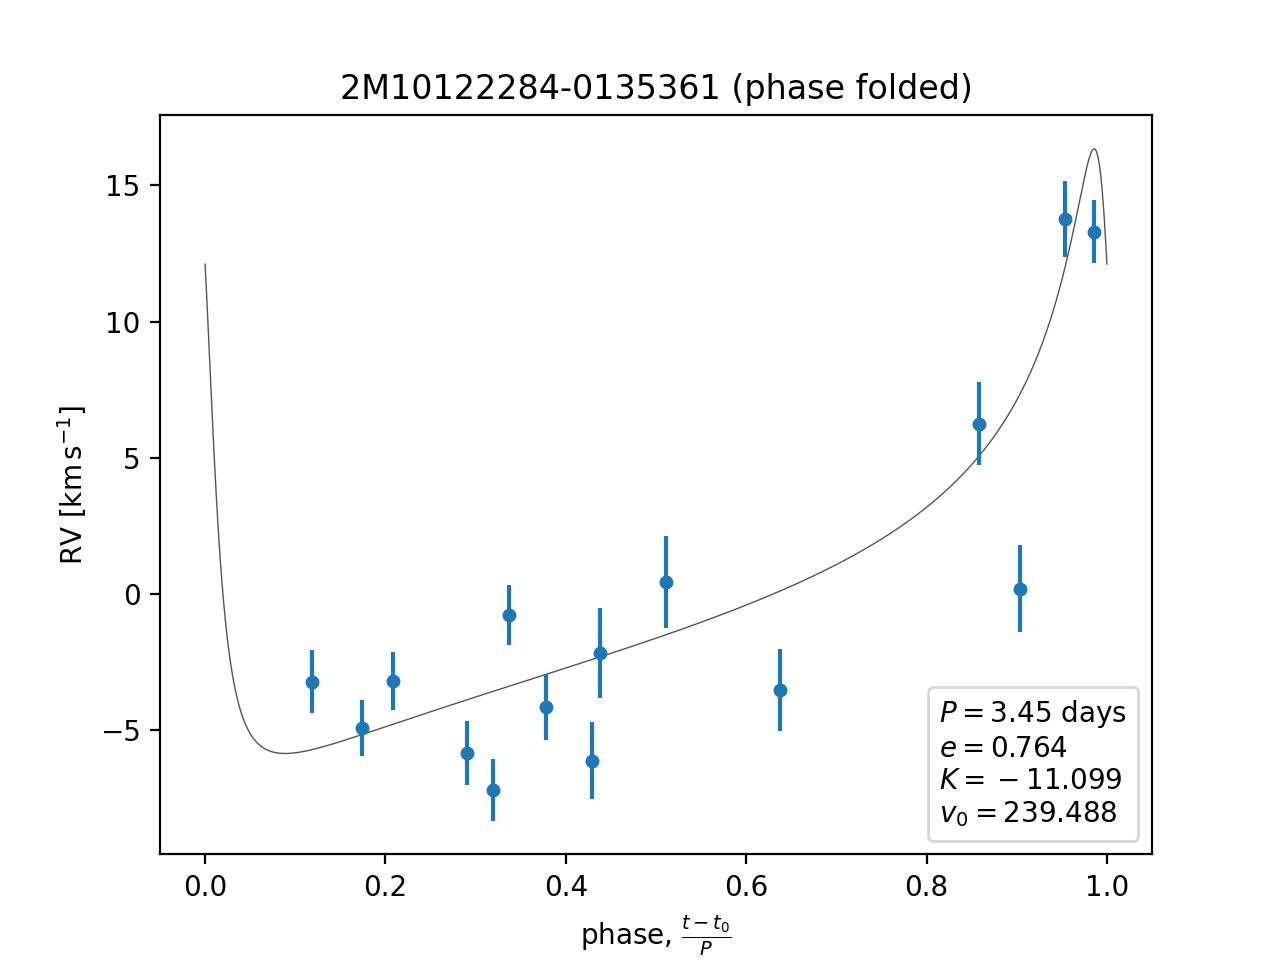 2M10122284-0135361 (phase folded)
RV [km s⁻¹]
15
10
5
0
−5
0.0 0.2 0.4 0.6 0.8 1.0
phase, (t − t₀)/P
P = 3.45 days
e = 0.764
K = −11.099
v₀ = 239.488